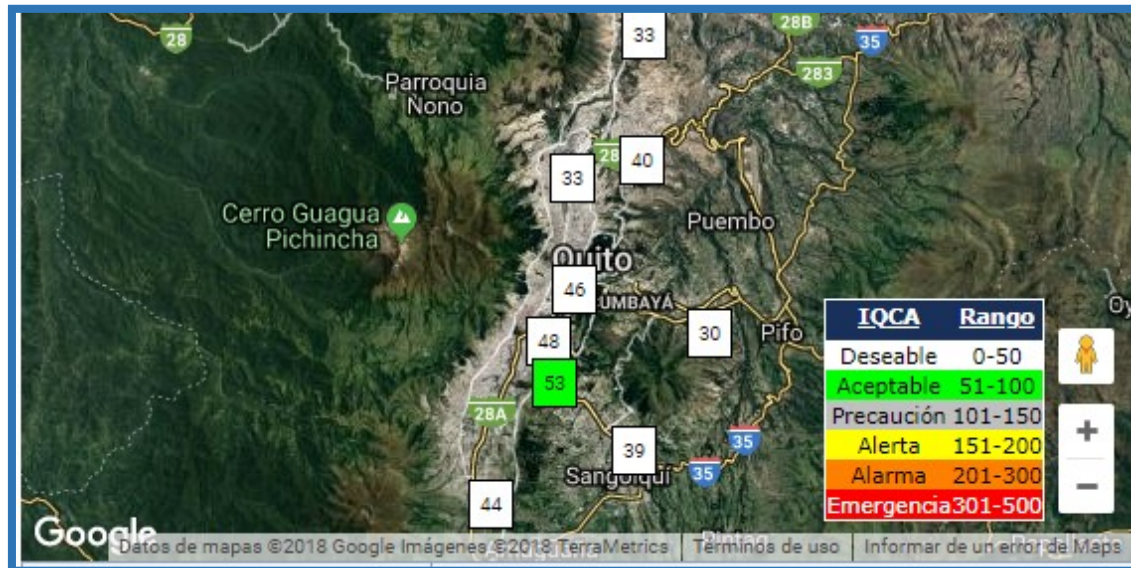 33
28B
28
35
283
Parroquia
Nono
28
40
33
Cerro Guagua
Pichincha
Puembo
Quito
46
CUMBAYÁ
30
Pifo
48
53
28A
39
35
Sangolquí
35
44
IQCA Rango
Deseable 0-50
Aceptable 51-100
Precaución 101-150
Alerta 151-200
Alarma 201-300
Emergencia 301-500
Oy
+
−
Google
Datos de mapas ©2018 Google Imágenes ©2018 TerraMetrics
Términos de uso
Informar de un error de Maps